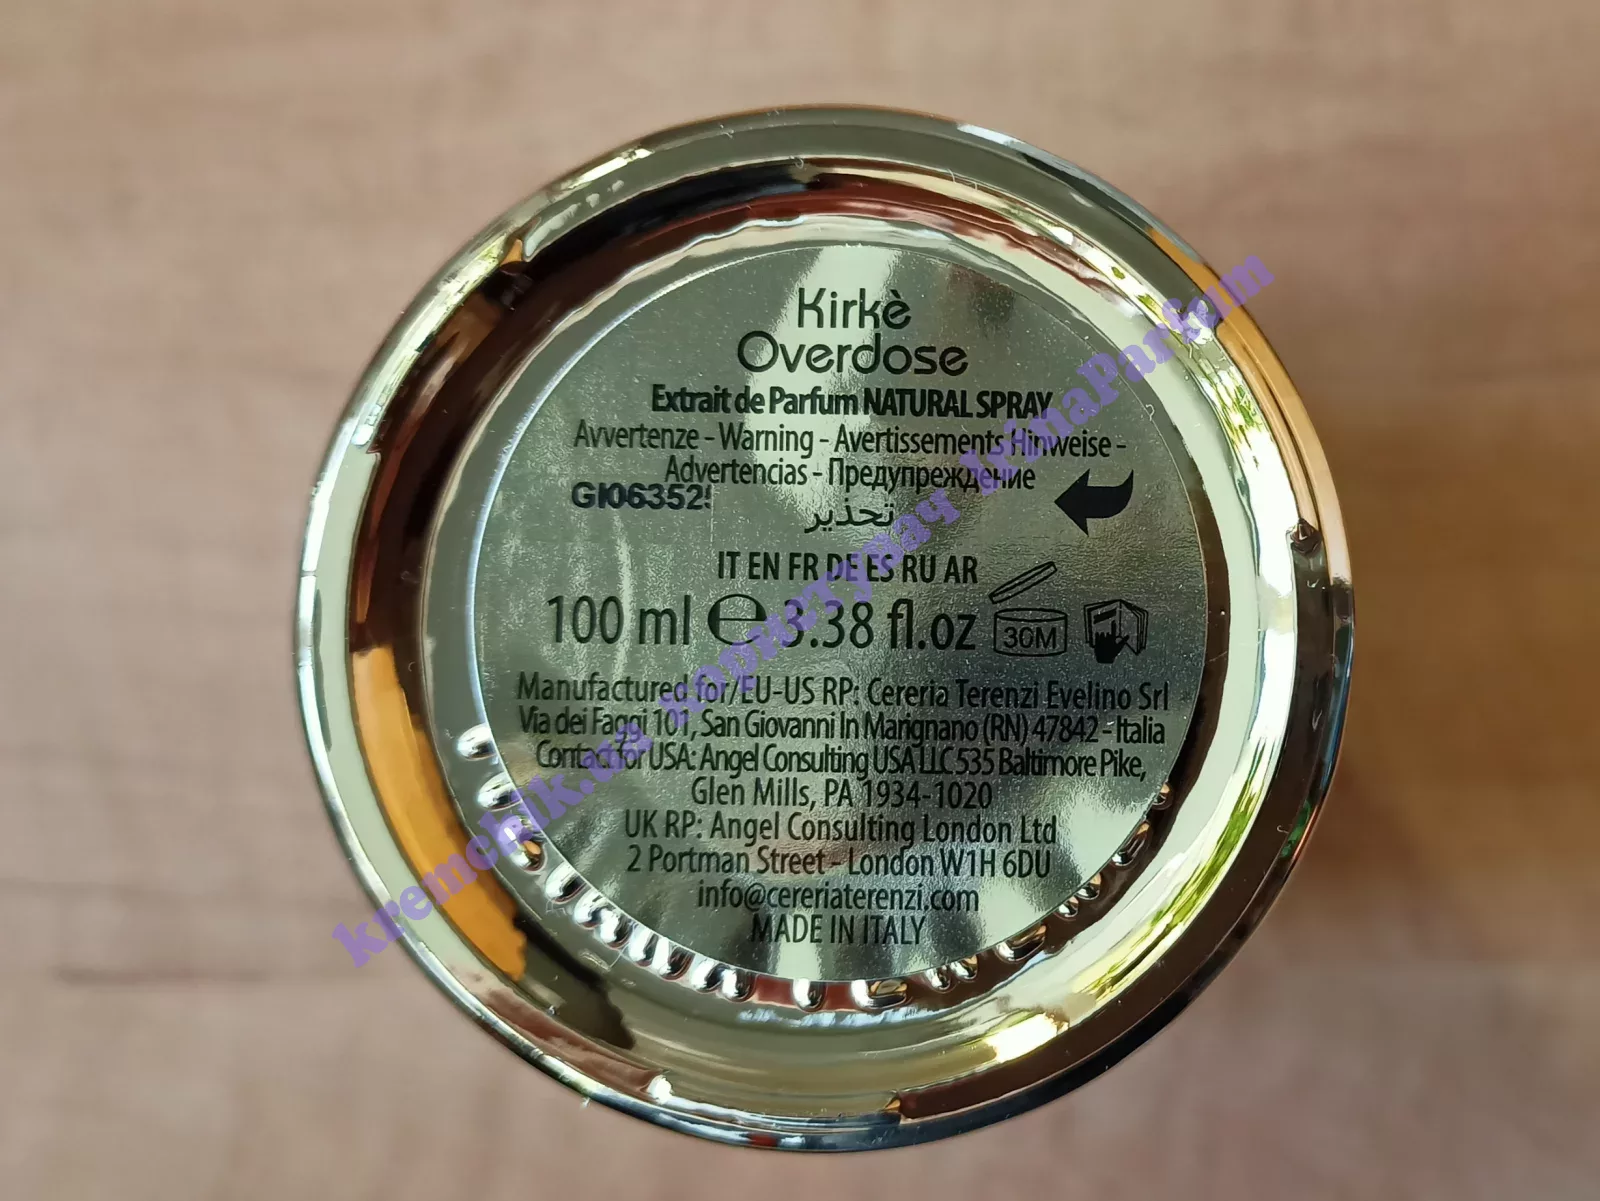 Kirkè
Overdose
Extrait de Parfum NATURAL SPRAY
Avvertenze - Warning - Avertissements Hinweise -
Advertencias - Предупреждение
GI06352
تحذير
IT EN FR DE ES RU AR
100 ml ℮ 3.38 fl.oz
30M
Manufactured for/EU-US RP: Cereria Terenzi Evelino Srl
Via dei Faggi 101, San Giovanni In Marignano (RN) 47842 - Italia
Contact for USA: Angel Consulting USA LLC 535 Baltimore Pike,
Glen Mills, PA 1934-1020
UK RP: Angel Consulting London Ltd
2 Portman Street - London W1H 6DU
info@cereriaterenzi.com
MADE IN ITALY
kremchik.ua користувач IrinaParfum